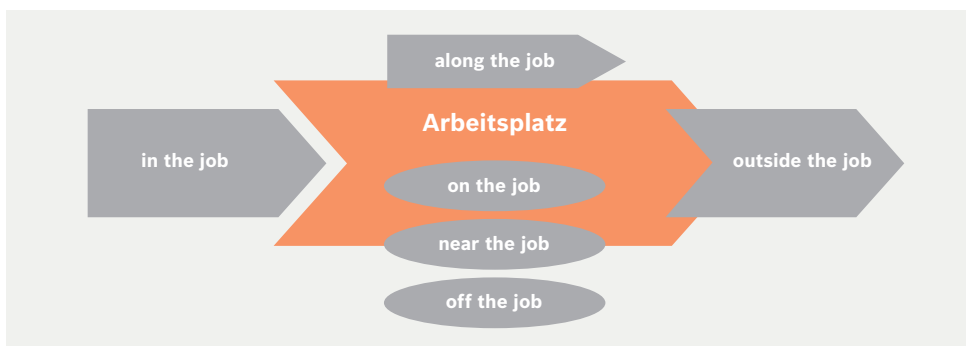 along the job
Arbeitsplatz
in the job
outside the job
on the job
near the job
off the job